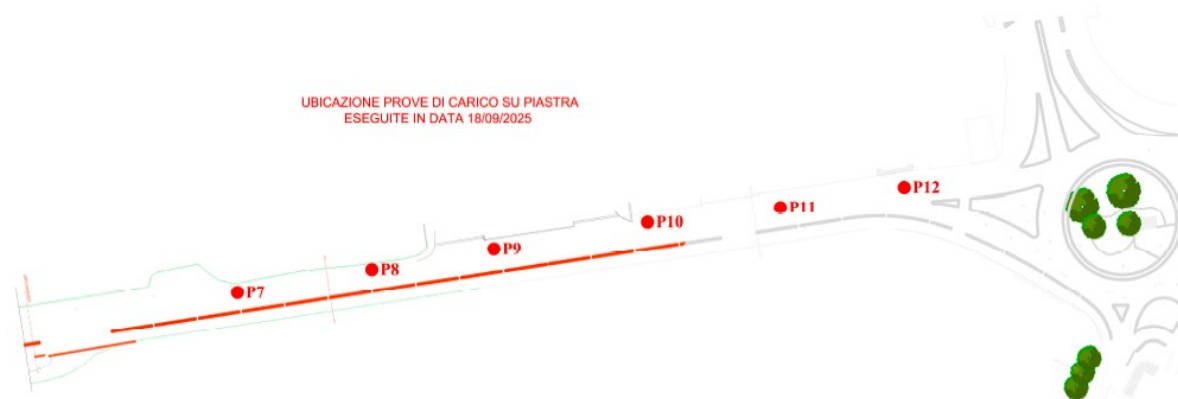 UBICAZIONE PROVE DI CARICO SU PIASTRA
ESEGUITE IN DATA 18/09/2025
P12
P11
P10
P9
P8
P7